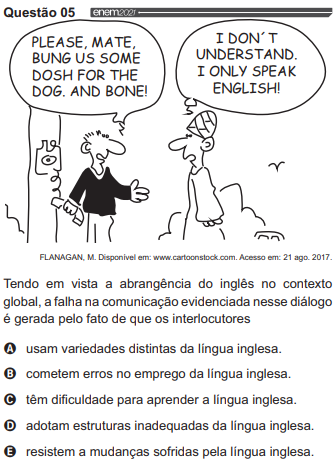 Questão 05 enem2021
PLEASE, MATE,
BUNG US SOME
DOSH FOR THE
DOG. AND BONE!
I DON´T
UNDERSTAND.
I ONLY SPEAK
ENGLISH!
FLANAGAN, M. Disponível em: www.cartoonstock.com. Acesso em: 21 ago. 2017.
Tendo em vista a abrangência do inglês no contexto
global, a falha na comunicação evidenciada nesse diálogo
é gerada pelo fato de que os interlocutores
A usam variedades distintas da língua inglesa.
B cometem erros no emprego da língua inglesa.
C têm dificuldade para aprender a língua inglesa.
D adotam estruturas inadequadas da língua inglesa.
E resistem a mudanças sofridas pela língua inglesa.